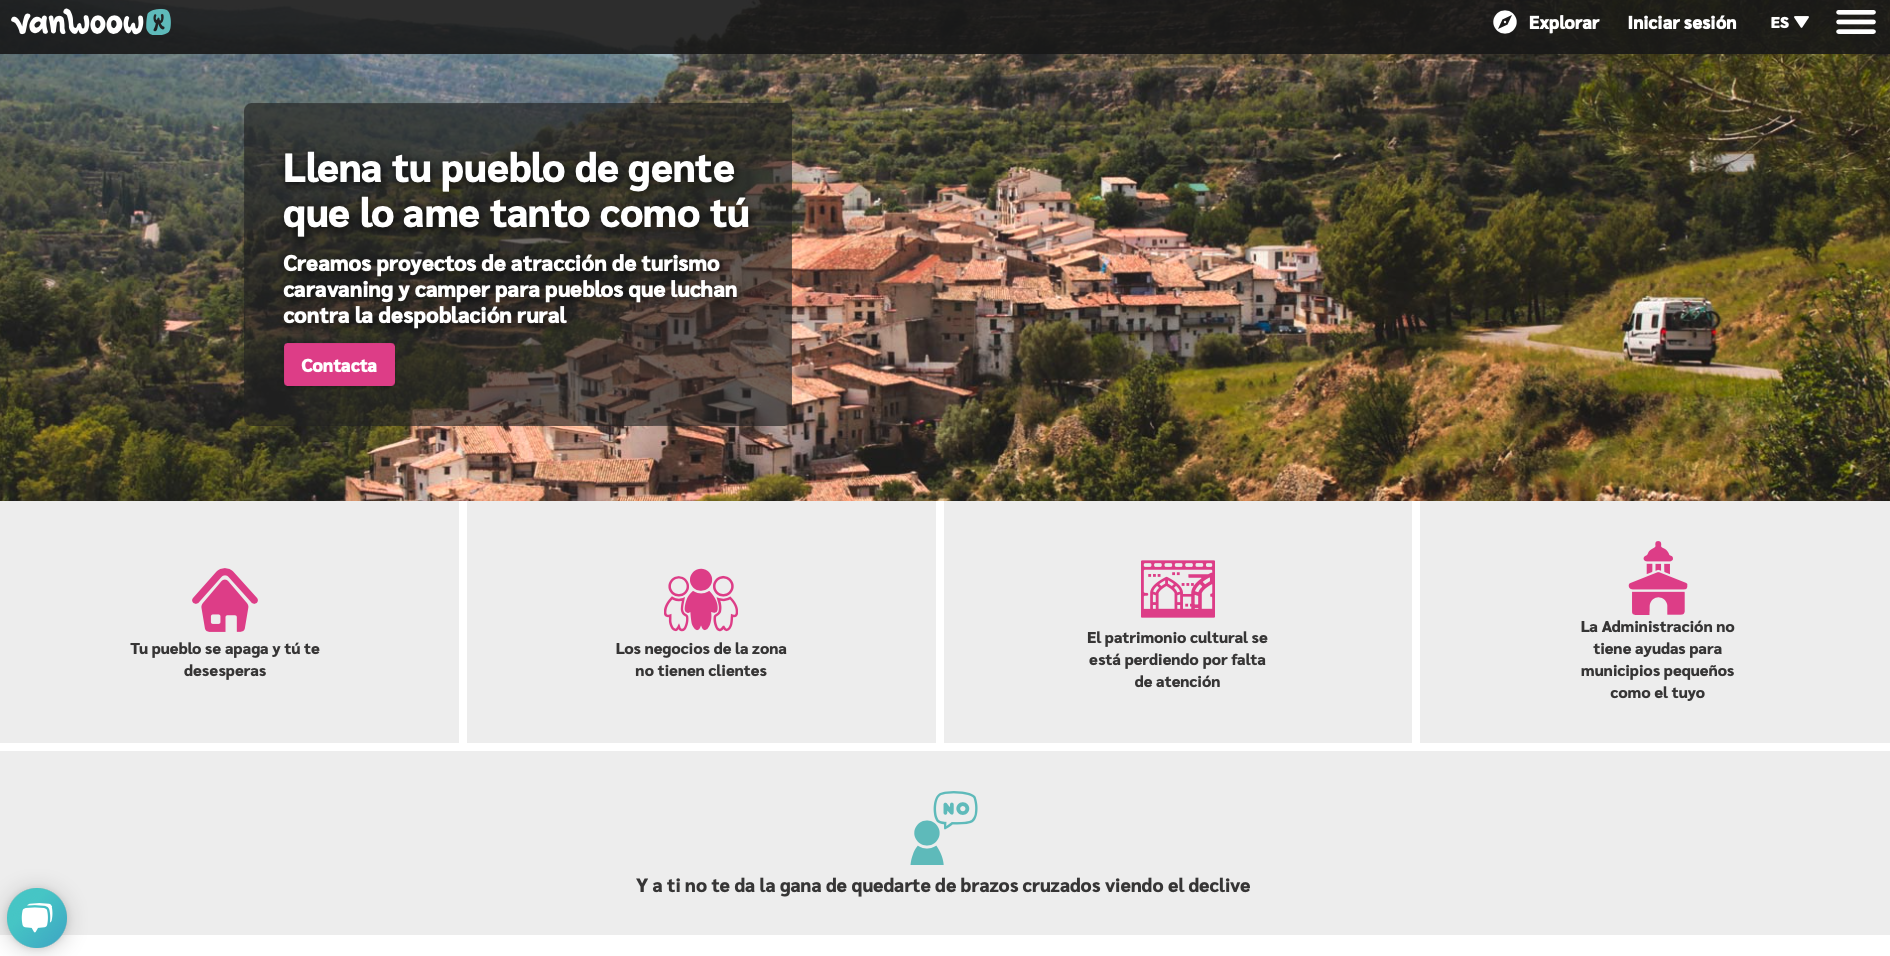 vanwoow
Explorar
Iniciar sesión
ES
Llena tu pueblo de gente
que lo ame tanto como tú
Creamos proyectos de atracción de turismo
caravaning y camper para pueblos que luchan
contra la despoblación rural
Contacta
Tu pueblo se apaga y tú te
desesperas
Los negocios de la zona
no tienen clientes
El patrimonio cultural se
está perdiendo por falta
de atención
La Administración no
tiene ayudas para
municipios pequeños
como el tuyo
NO
Y a ti no te da la gana de quedarte de brazos cruzados viendo el declive